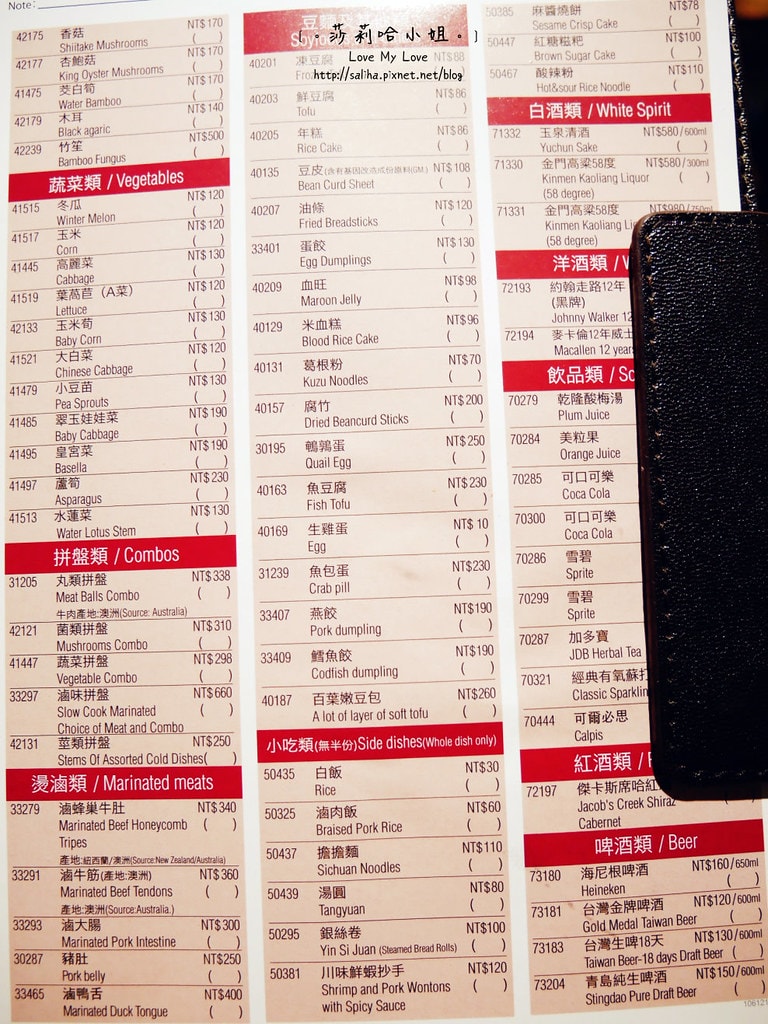 Note:
42175 香菇 NT$170
Shiitake Mushrooms ( )
42177 杏鮑菇 NT$170
King Oyster Mushrooms ( )
41475 茭白筍 NT$170
Water Bamboo ( )
42179 木耳 NT$140
Black agaric ( )
42239 竹笙 NT$500
Bamboo Fungus ( )
蔬菜類 / Vegetables
41515 冬瓜 NT$120
Winter Melon ( )
41517 玉米 NT$120
Corn ( )
41445 高麗菜 NT$130
Cabbage ( )
41519 葉萵苣（A菜） NT$120
Lettuce ( )
42133 玉米荀 NT$130
Baby Corn ( )
41521 大白菜 NT$120
Chinese Cabbage ( )
41479 小豆苗 NT$130
Pea Sprouts ( )
41485 翠玉娃娃菜 NT$190
Baby Cabbage ( )
41495 皇宮菜 NT$190
Basella ( )
41497 蘆筍 NT$230
Asparagus ( )
41513 水蓮菜 NT$130
Water Lotus Stem ( )
拼盤類 / Combos
31205 丸類拼盤 NT$338
Meat Balls Combo ( )
牛肉產地:澳洲(Source: Australia)
42121 菌類拼盤 NT$310
Mushrooms Combo ( )
41447 蔬菜拼盤 NT$298
Vegetable Combo ( )
33297 滷味拼盤 NT$660
Slow Cook Marinated ( )
Choice of Meat and Combo
42131 莖類拼盤 NT$250
Stems Of Assorted Cold Dishes( )
燙滷類 / Marinated meats
33279 滷蜂巢牛肚 NT$340
Marinated Beef Honeycomb ( )
Tripes
產地:紐西蘭/澳洲(Source:New Zealand/Australia)
33291 滷牛筋(產地:澳洲) NT$360
Marinated Beef Tendons ( )
產地:澳洲(Source:Australia.)
33293 滷大腸 NT$300
Marinated Pork Intestine ( )
30287 豬肚 NT$250
Pork belly ( )
33465 滷鴨舌 NT$400
Marinated Duck Tongue ( )
[ 。莎莉哈小姐。 ]
Love My Love
http://saliha.pixnet.net/blog
40201 凍豆腐 NT$88
40203 鮮豆腐 NT$86
Tofu ( )
40205 年糕 NT$86
Rice Cake ( )
40135 豆皮(含有基因改造成份原料(GM.) NT$108
Bean Curd Sheet ( )
40207 油條 NT$120
Fried Breadsticks ( )
33401 蛋餃 NT$130
Egg Dumplings ( )
40209 血旺 NT$98
Maroon Jelly ( )
40129 米血糕 NT$96
Blood Rice Cake ( )
40131 葛根粉 NT$70
Kuzu Noodles ( )
40157 腐竹 NT$200
Dried Beancurd Sticks ( )
30195 鵪鶉蛋 NT$250
Quail Egg ( )
40163 魚豆腐 NT$230
Fish Tofu ( )
40169 生雞蛋 NT$ 10
Egg ( )
31239 魚包蛋 NT$230
Crab pill ( )
33407 燕餃 NT$190
Pork dumpling ( )
33409 鱈魚餃 NT$190
Codfish dumpling ( )
40187 百葉嫩豆包 NT$260
A lot of layer of soft tofu ( )
小吃類(無半份)Side dishes(Whole dish only)
50435 白飯 NT$30
Rice ( )
50325 滷肉飯 NT$60
Braised Pork Rice ( )
50437 擔擔麵 NT$110
Sichuan Noodles ( )
50439 湯圓 NT$80
Tangyuan ( )
50295 銀絲卷 NT$100
Yin Si Juan (Steamed Bread Rolls) ( )
50381 川味鮮蝦抄手 NT$120
Shrimp and Pork Wontons ( )
with Spicy Sauce
50385 麻醬燒餅 NT$78
Sesame Crisp Cake ( )
50447 紅糖糍粑 NT$100
Brown Sugar Cake ( )
50467 酸辣粉 NT$110
Hot&sour Rice Noodle ( )
白酒類 / White Spirit
71332 玉泉清酒 NT$580/600ml
Yuchun Sake ( )
71330 金門高粱58度 NT$580/300ml
Kinmen Kaoliang Liquor ( )
(58 degree)
71331 金門高粱58度 NT$980/750ml
Kinmen Kaoliang
(58 degree)
洋酒類 /
72193 約翰走路12年
(黑牌)
Johnny Walker 12
72194 麥卡倫12年威士
Macallen 12 years
飲品類 /
70279 乾隆酸梅湯
Plum Juice
70284 美粒果
Orange Juice
70285 可口可樂
Coca Cola
70300 可口可樂
Coca Cola
70286 雪碧
Sprite
70299 雪碧
Sprite
70287 加多寶
JDB Herbal Tea
70321 經典有氧蘇打
Classic Sparklin
70444 可爾必思
Calpis
紅酒類 /
72197 傑卡斯席哈紅
Jacob's Creek Shiraz
Cabernet
啤酒類 / Beer
73180 海尼根啤酒 NT$160/650ml
Heineken ( )
73181 台灣金牌啤酒 NT$120/600ml
Gold Medal Taiwan Beer ( )
73183 台灣生啤18天 NT$130/600ml
Taiwan Beer-18 days Draft Beer ( )
73204 青島純生啤酒 NT$150/600ml
Stingdao Pure Draft Beer ( )